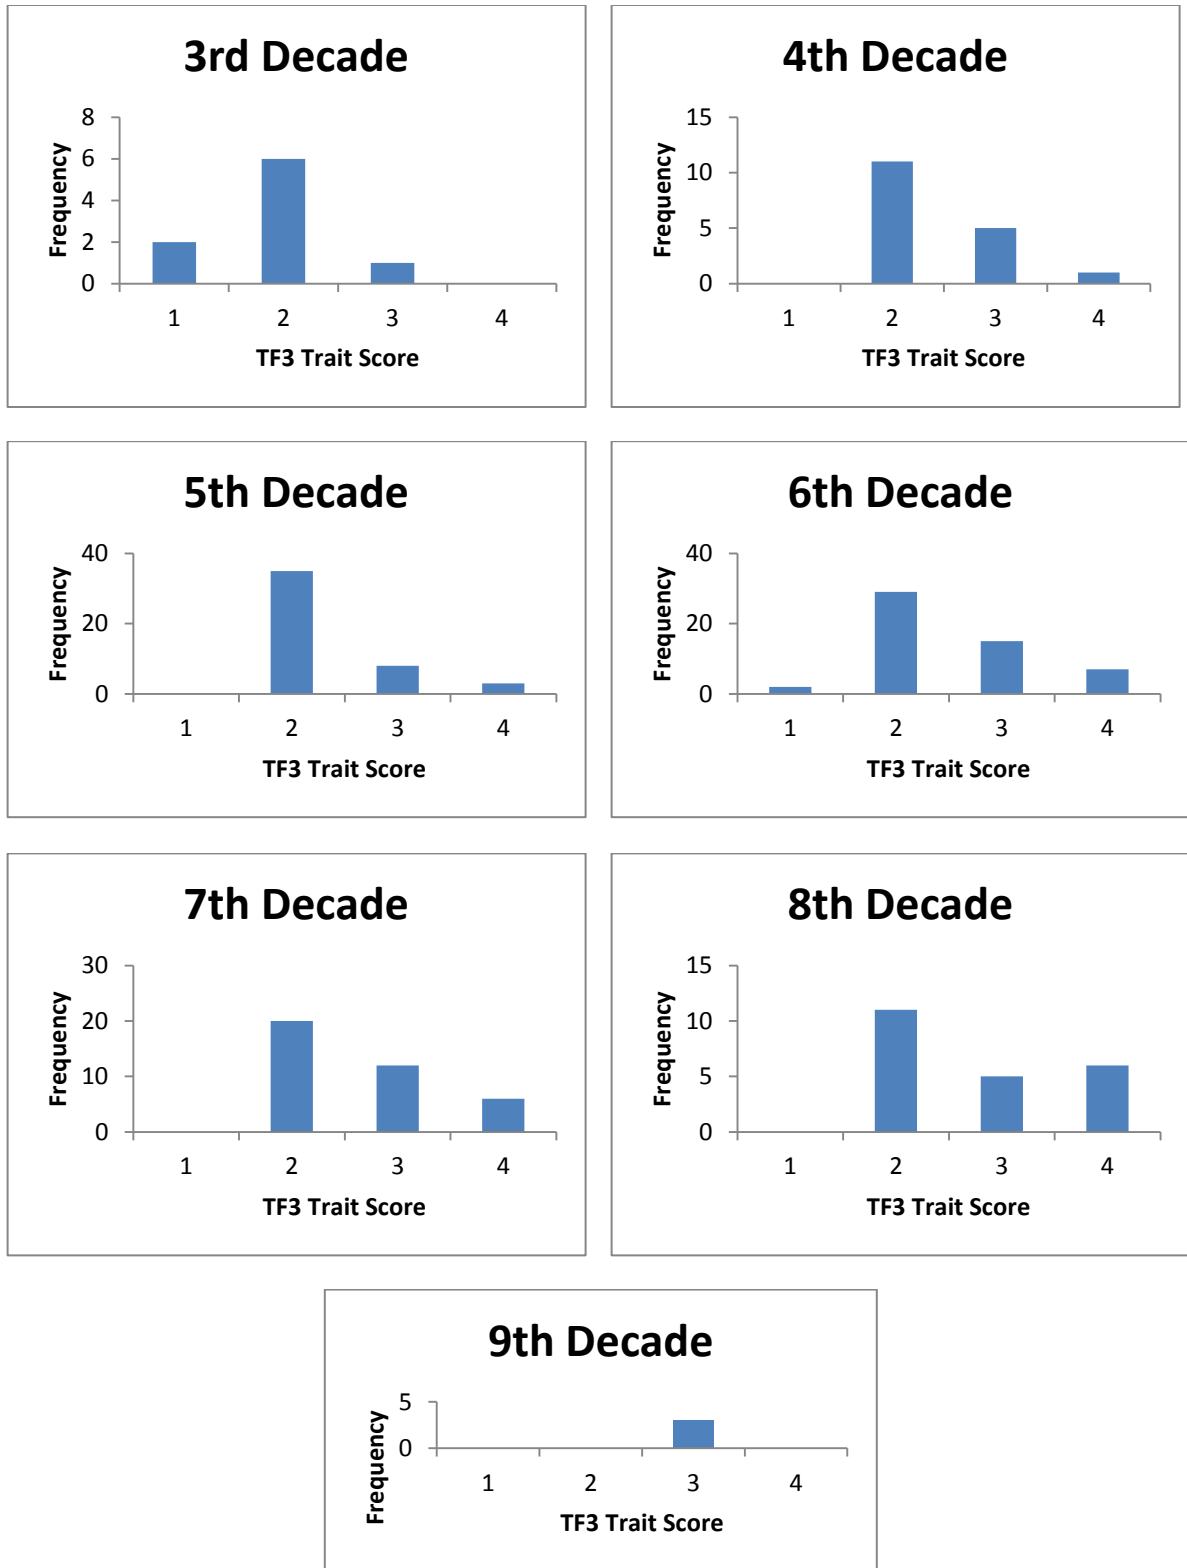 3rd Decade
8
6
4
2
0
Frequency
1 2 3 4
TF3 Trait Score
4th Decade
15
10
5
0
Frequency
1 2 3 4
TF3 Trait Score
5th Decade
40
20
0
Frequency
1 2 3 4
TF3 Trait Score
6th Decade
40
20
0
Frequency
1 2 3 4
TF3 Trait Score
7th Decade
30
20
10
0
Frequency
1 2 3 4
TF3 Trait Score
8th Decade
15
10
5
0
Frequency
1 2 3 4
TF3 Trait Score
9th Decade
5
0
Frequency
1 2 3 4
TF3 Trait Score